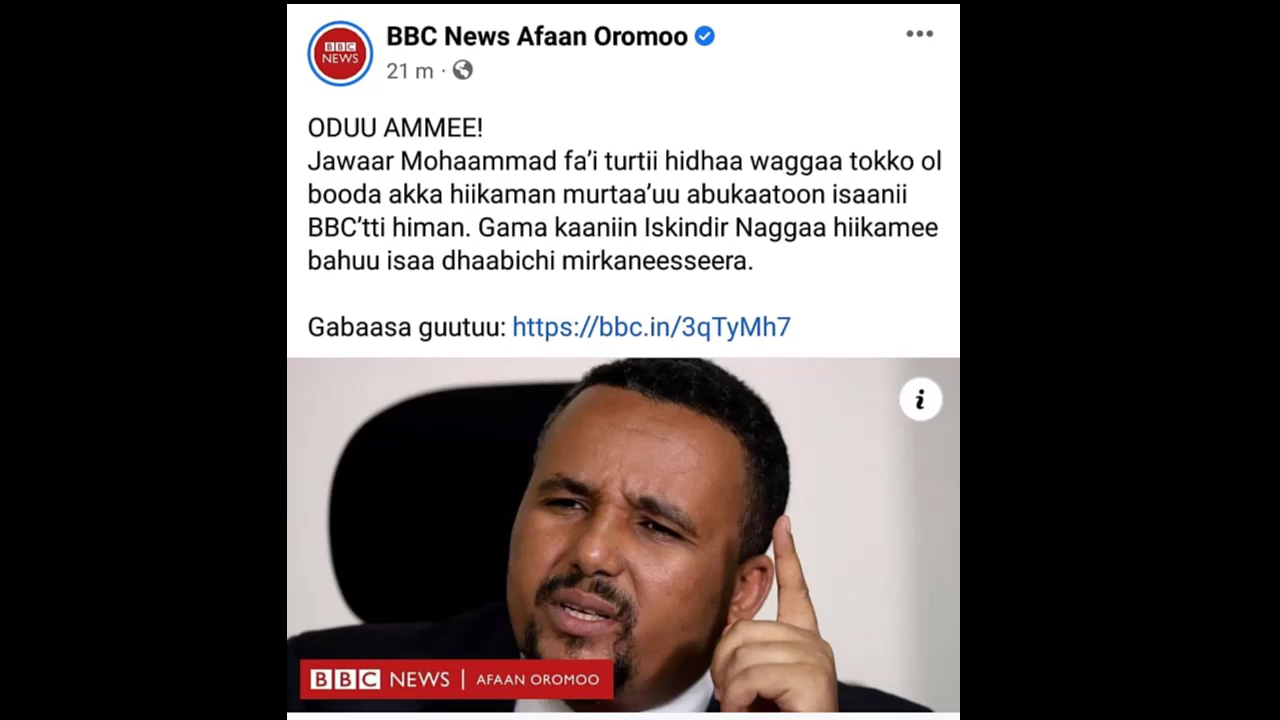 BBC NEWS
BBC News Afaan Oromoo
21 m ·
ODUU AMMEE!
Jawaar Mohaammad fa'i turtii hidhaa waggaa tokko ol
booda akka hiikaman murtaa'uu abukaatoon isaanii
BBC'tti himan. Gama kaaniin Iskindir Naggaa hiikamee
bahuu isaa dhaabichi mirkaneesseera.
Gabaasa guutuu: https://bbc.in/3qTyMh7
i
BBC NEWS | AFAAN OROMOO